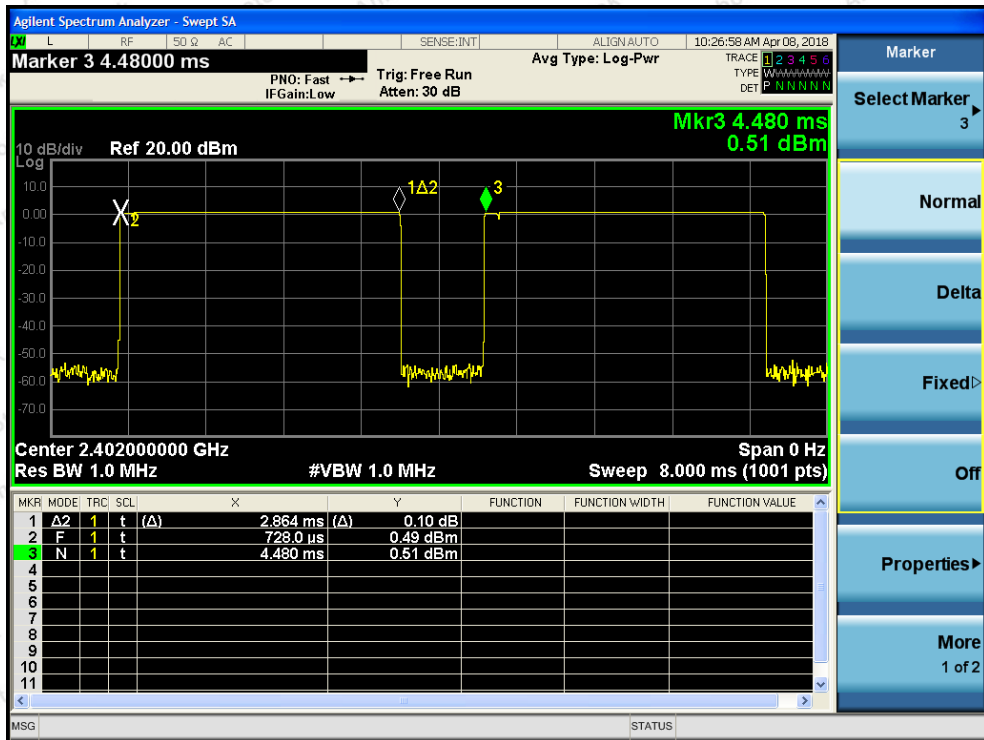 Agilent Spectrum Analyzer - Swept SA
LXI L RF 50 Ω AC SENSE:INT ALIGN AUTO 10:26:58 AM Apr 08, 2018
Marker 3 4.48000 ms
PNO: Fast
IFGain:Low
Trig: Free Run
Atten: 30 dB
Avg Type: Log-Pwr
TRACE 1 2 3 4 5 6
TYPE W
DET P N N N N N
Mkr3 4.480 ms
0.51 dBm
10 dB/div Ref 20.00 dBm
Log
10.0
0.00
-10.0
-20.0
-30.0
-40.0
-50.0
-60.0
-70.0
2
1Δ2
3
Center 2.402000000 GHz Span 0 Hz
Res BW 1.0 MHz #VBW 1.0 MHz Sweep 8.000 ms (1001 pts)
MKR MODE TRC SCL X Y FUNCTION FUNCTION WIDTH FUNCTION VALUE
1 Δ2 1 t (Δ) 2.864 ms (Δ) 0.10 dB
2 F 1 t 728.0 µs 0.49 dBm
3 N 1 t 4.480 ms 0.51 dBm
4
5
6
7
8
9
10
11
MSG STATUS
Marker
Select Marker
3
Normal
Delta
Fixed
Off
Properties
More
1 of 2